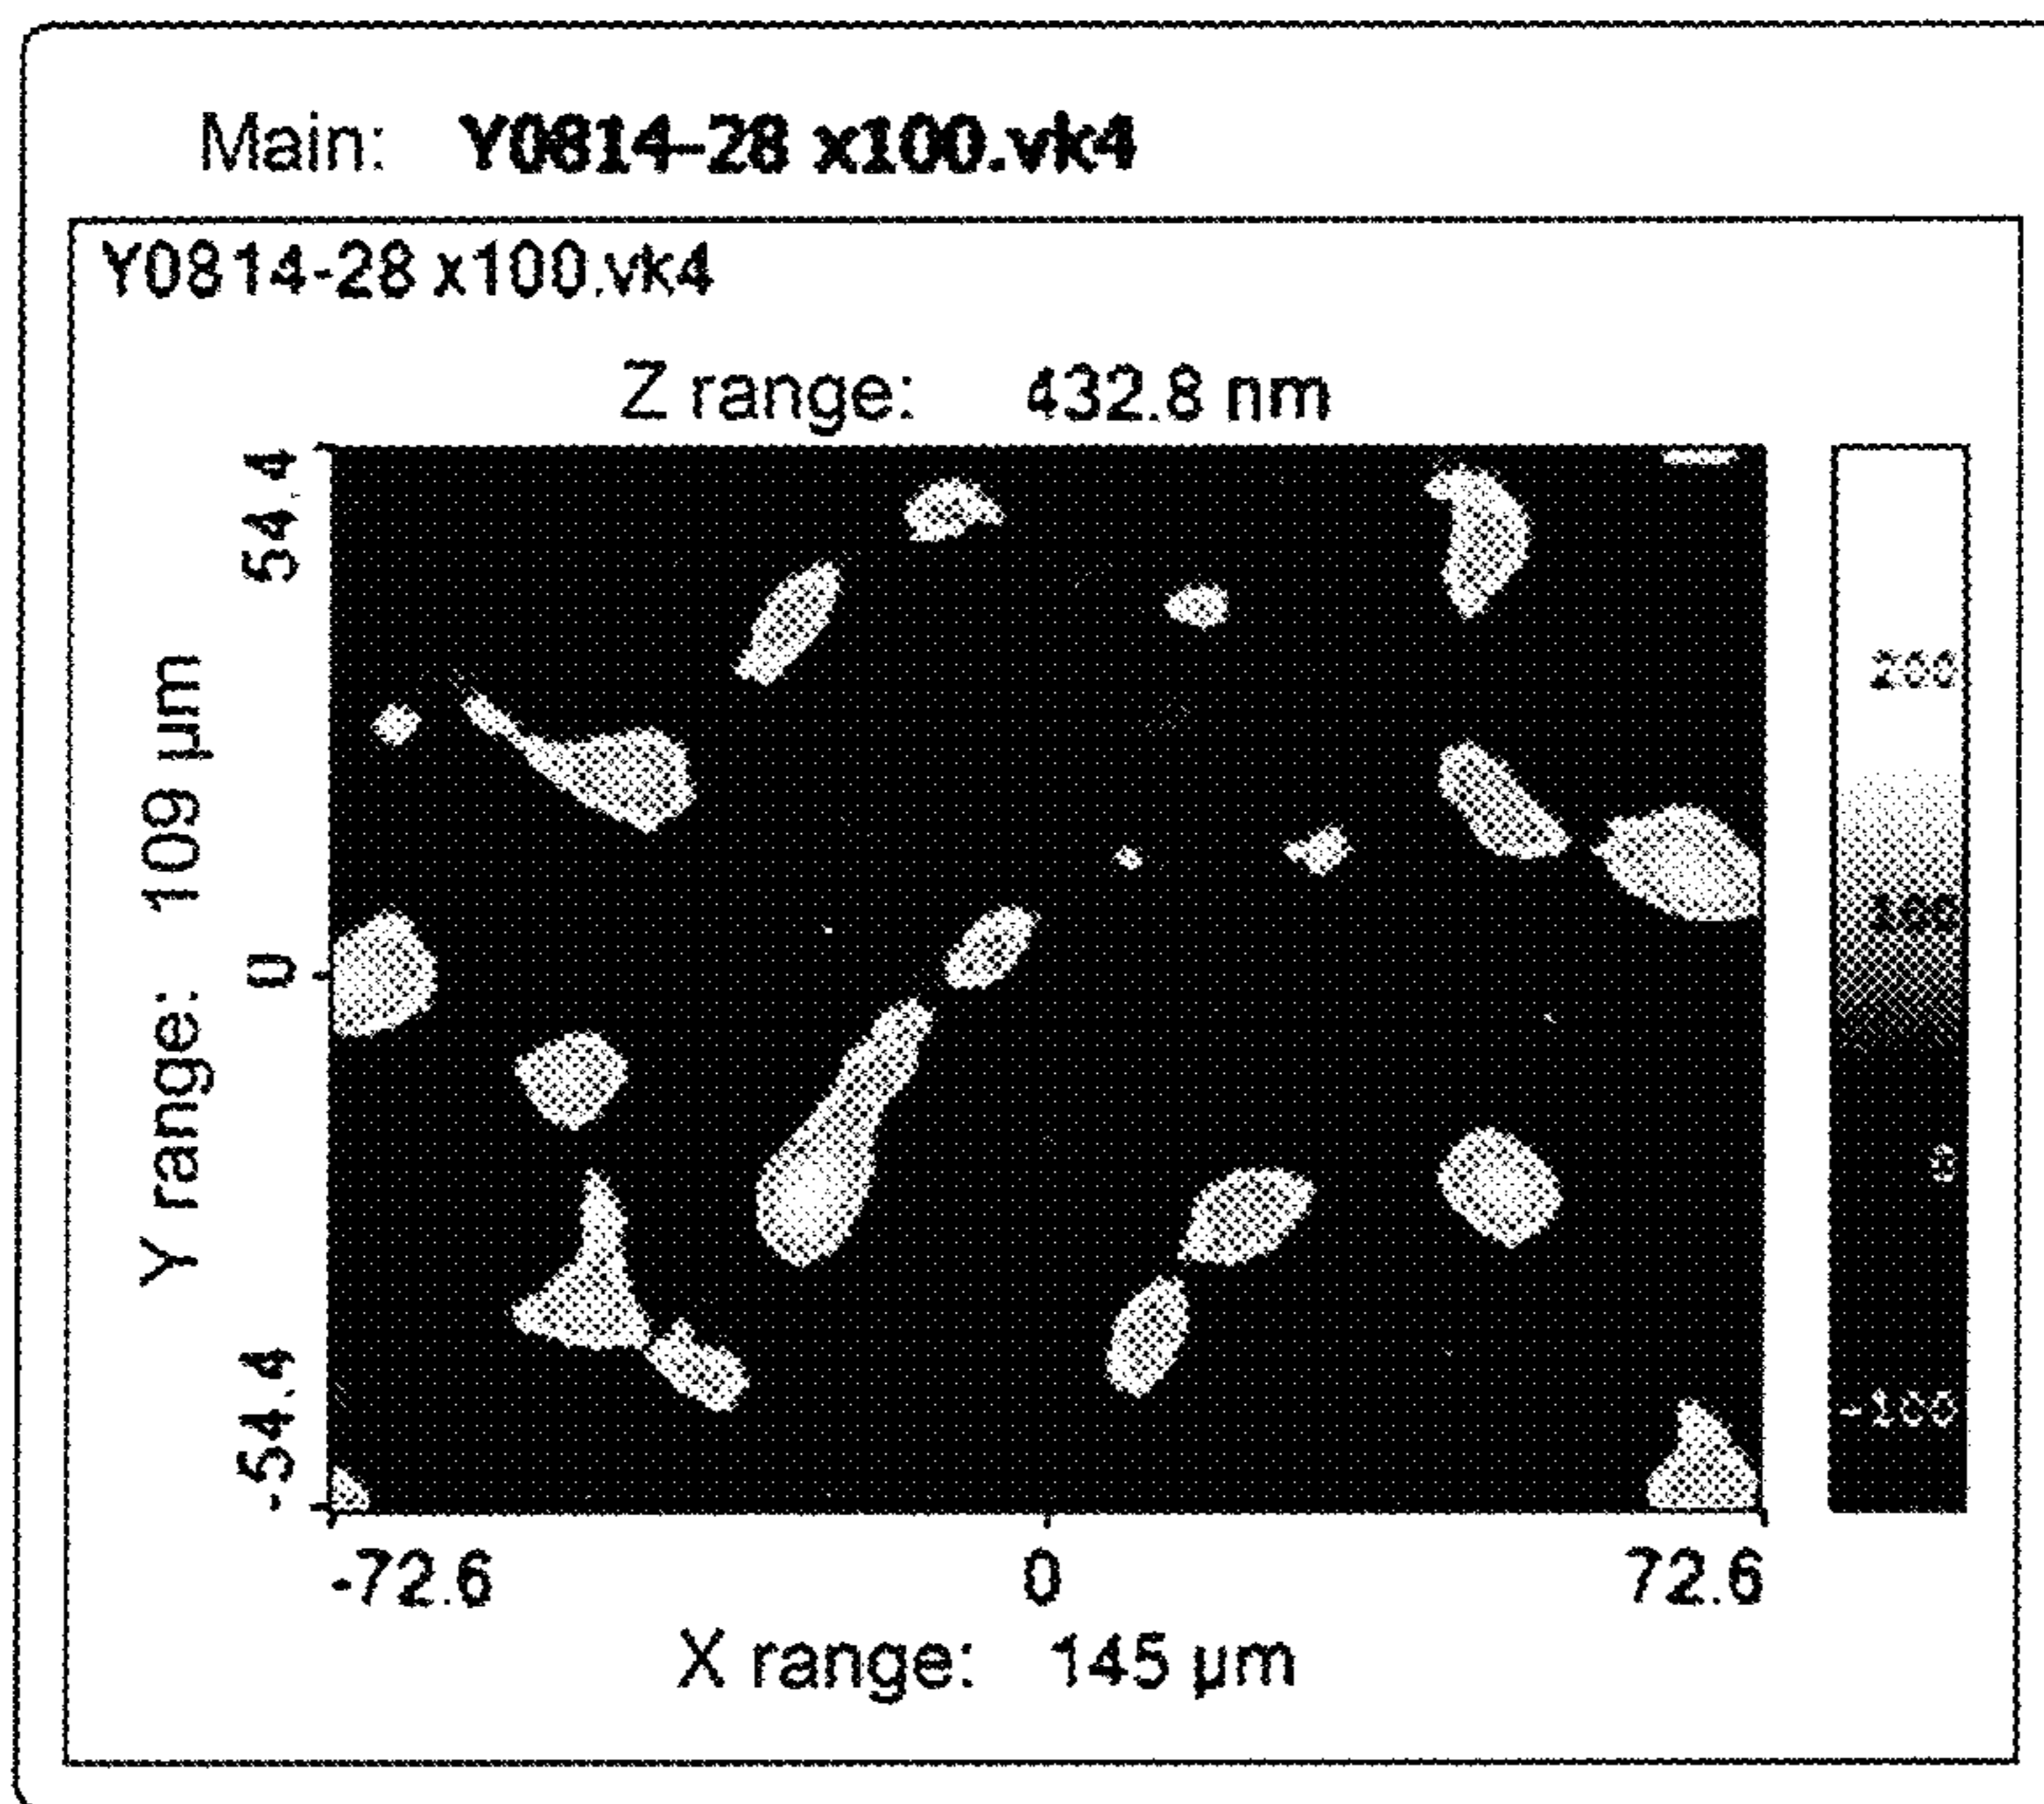 Main: Y0814-28 x100.vk4
Y0814-28 x100.vk4
Z range: 432.8 nm
54.4
Y range: 109 µm
0
-54.4
200
100
0
-100
-72.6 0 72.6
X range: 145 µm